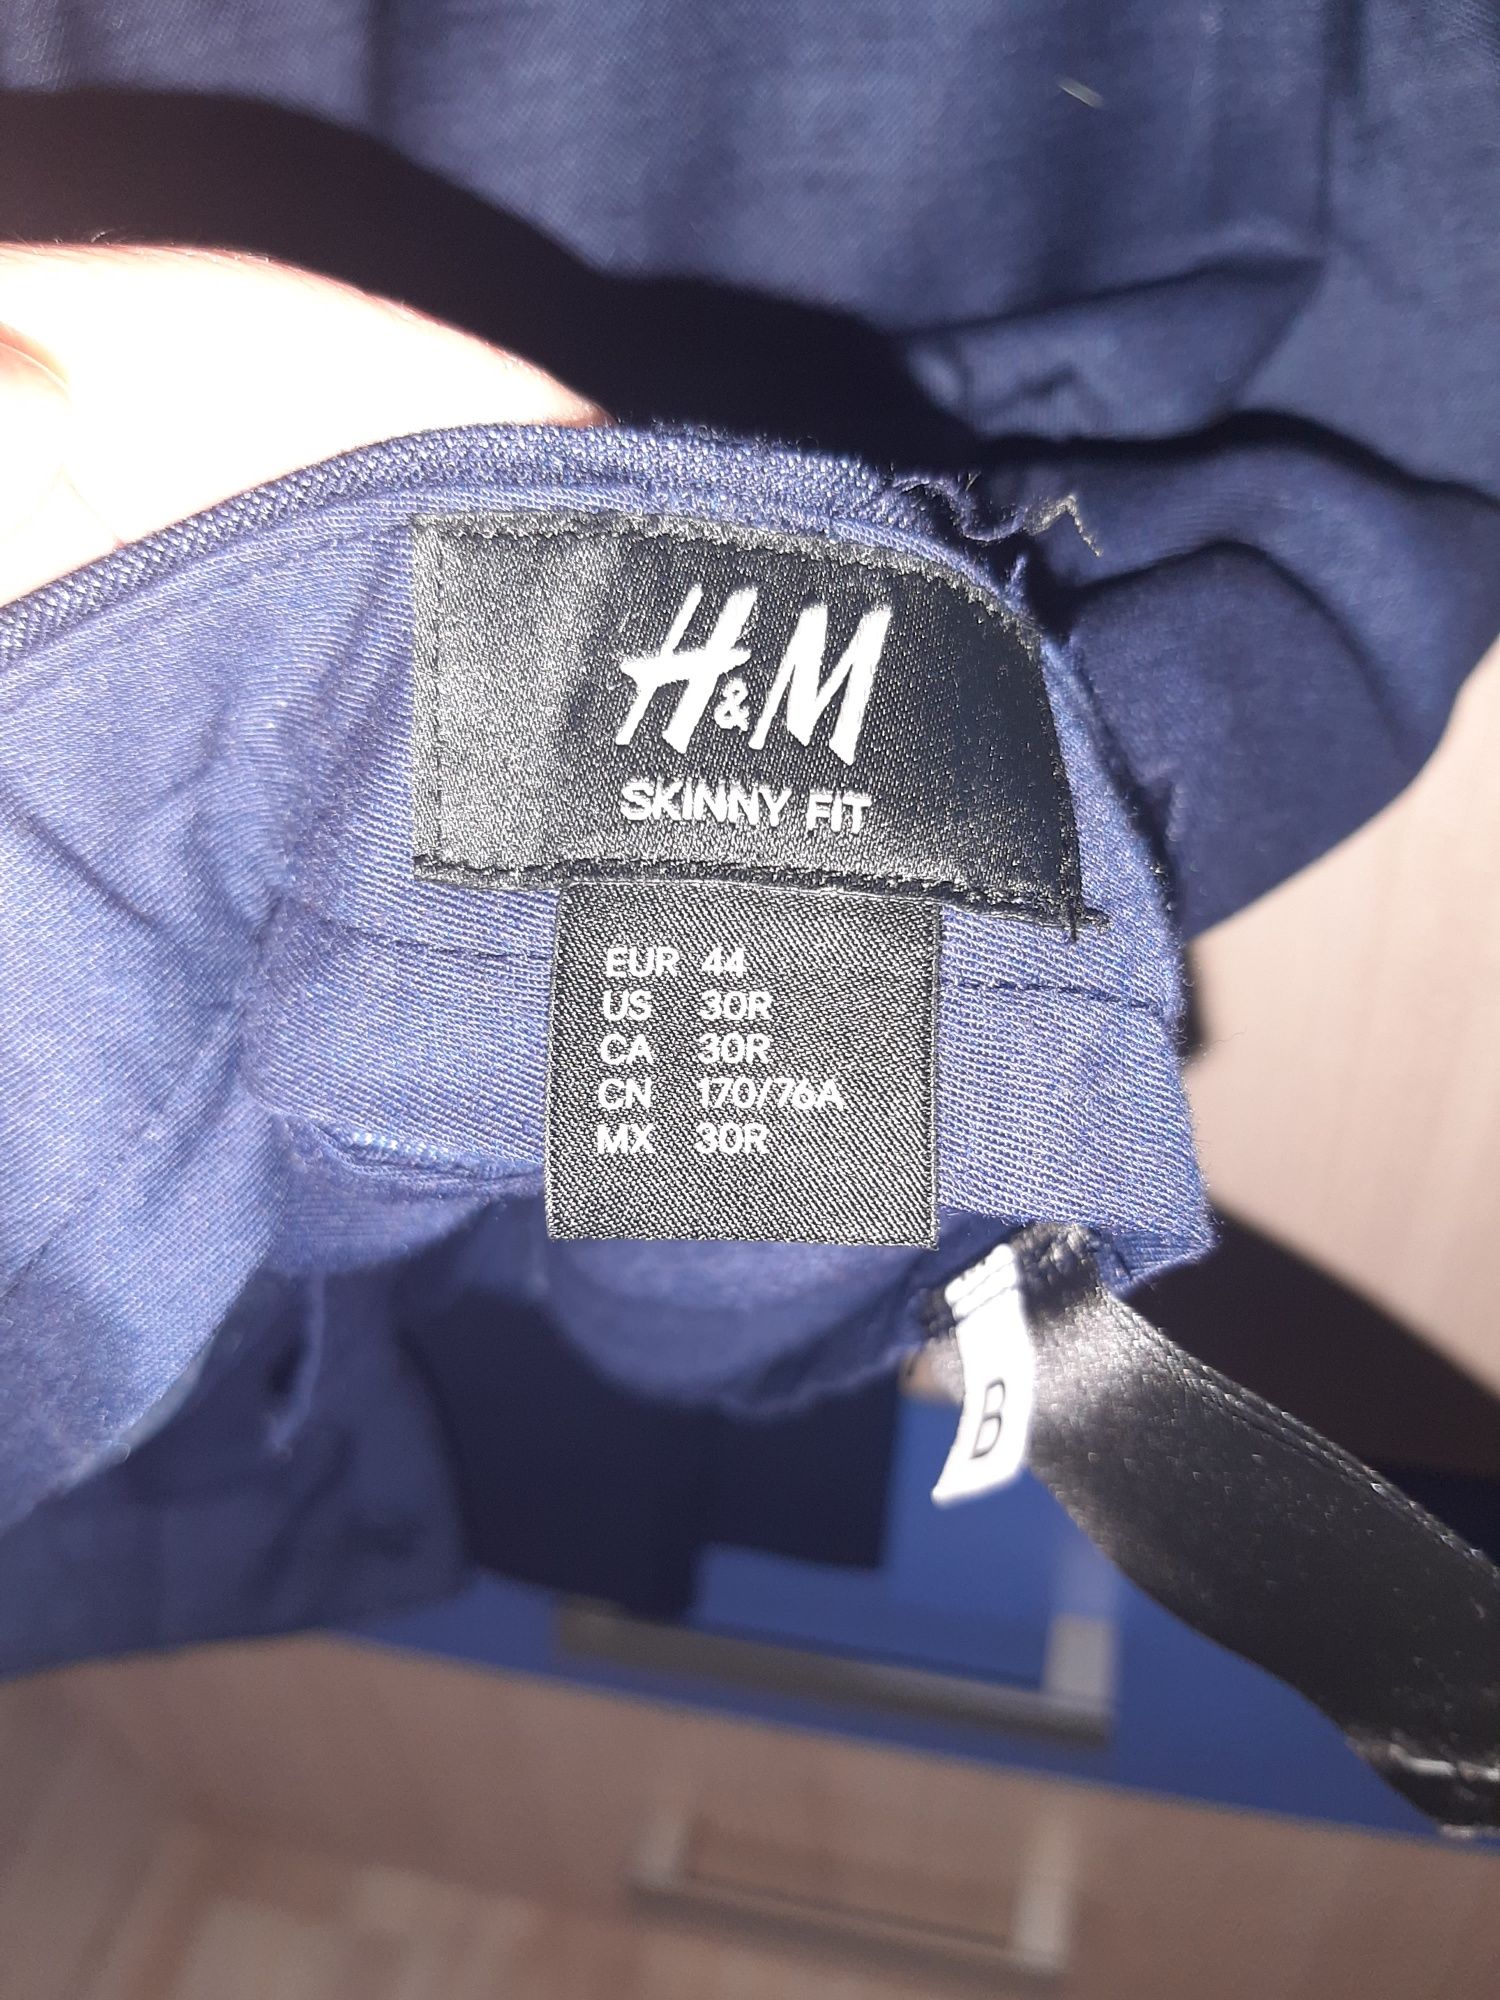 H&M
SKINNY FIT
EUR 44
US 30R
CA 30R
CN 170/76A
MX 30R
B